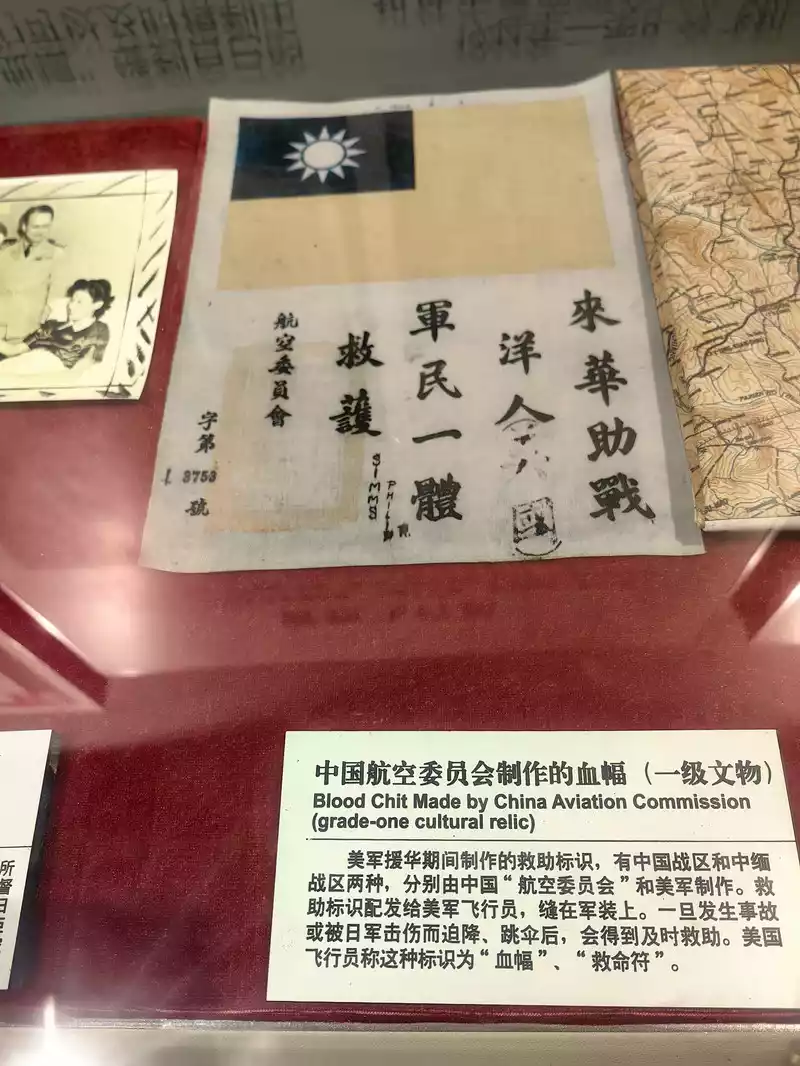 來華助戰
洋人
軍民一體
救護
航空委員會
字第
3753
號
SIMMS
國
中国航空委员会制作的血幅（一级文物）
Blood Chit Made by China Aviation Commission
(grade-one cultural relic)
美军援华期间制作的救助标识，有中国战区和中缅
战区两种，分别由中国“航空委员会”和美军制作。救
助标识配发给美军飞行员，缝在军装上。一旦发生事故
或被日军击伤而迫降、跳伞后，会得到及时救助。美国
飞行员称这种标识为“血幅”、“救命符”。
所
督
日